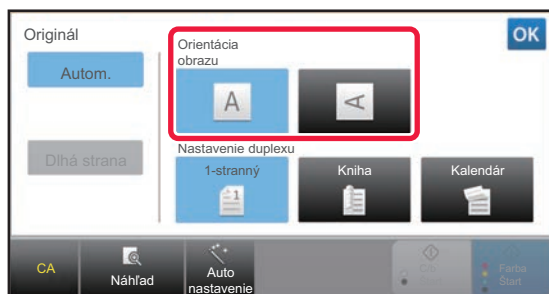 Originál
OK
Autom.
Orientácia
obrazu
A
A
Dlhá strana
Nastavenie duplexu
1-stranný
1
Kniha
Kalendár
CA
Náhľad
Auto
nastavenie
Farba
Štart